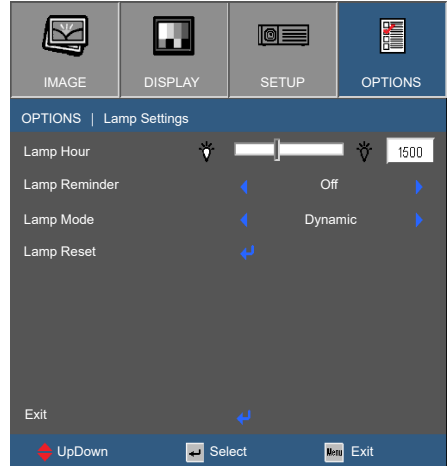 IMAGE DISPLAY SETUP OPTIONS
OPTIONS | Lamp Settings
Lamp Hour 1500
Lamp Reminder Off
Lamp Mode Dynamic
Lamp Reset
Exit
UpDown Select Menu Exit